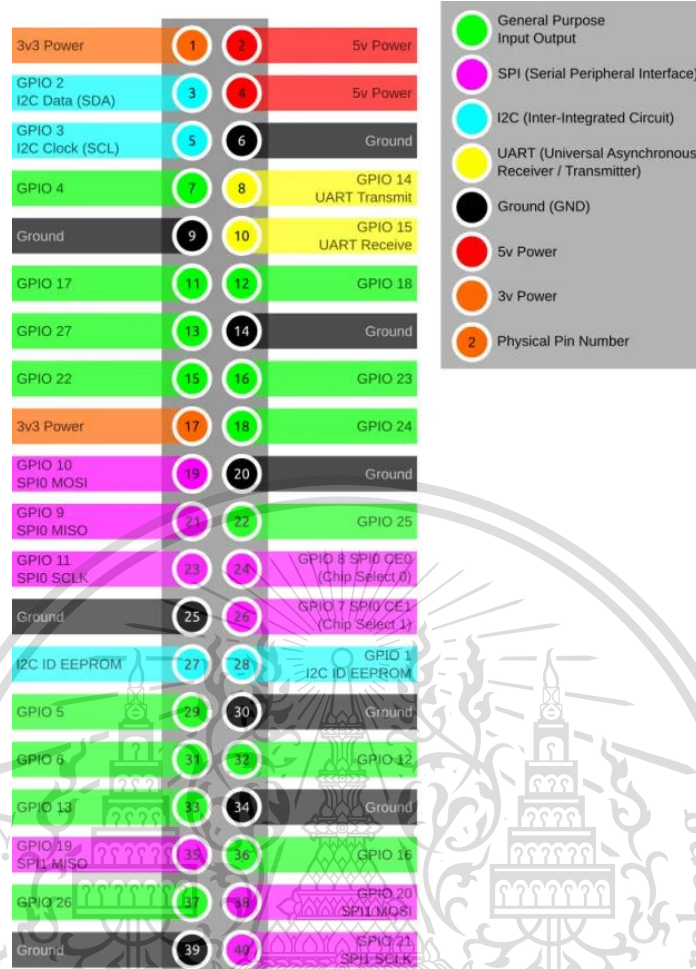 3v3 Power 1 2 5v Power
GPIO 2
I2C Data (SDA) 3 4 5v Power
GPIO 3
I2C Clock (SCL) 5 6 Ground
GPIO 4 7 8 GPIO 14
UART Transmit
Ground 9 10 GPIO 15
UART Receive
GPIO 17 11 12 GPIO 18
GPIO 27 13 14 Ground
GPIO 22 15 16 GPIO 23
3v3 Power 17 18 GPIO 24
GPIO 10
SPI0 MOSI 19 20 Ground
GPIO 9
SPI0 MISO 21 22 GPIO 25
GPIO 11
SPI0 SCLK 23 24 GPIO 8 SPI0 CE0
(Chip Select 0)
Ground 25 26 GPIO 7 SPI0 CE1
(Chip Select 1)
I2C ID EEPROM 27 28 GPIO 1
I2C ID EEPROM
GPIO 5 29 30 Ground
GPIO 6 31 32 GPIO 12
GPIO 13 33 34 Ground
GPIO 19
SPI1 MISO 35 36 GPIO 16
GPIO 26 37 38 GPIO 20
SPI1 MOSI
Ground 39 40 GPIO 21
SPI1 SCLK
General Purpose
Input Output
SPI (Serial Peripheral Interface)
I2C (Inter-Integrated Circuit)
UART (Universal Asynchronous
Receiver / Transmitter)
Ground (GND)
5v Power
3v Power
2 Physical Pin Number